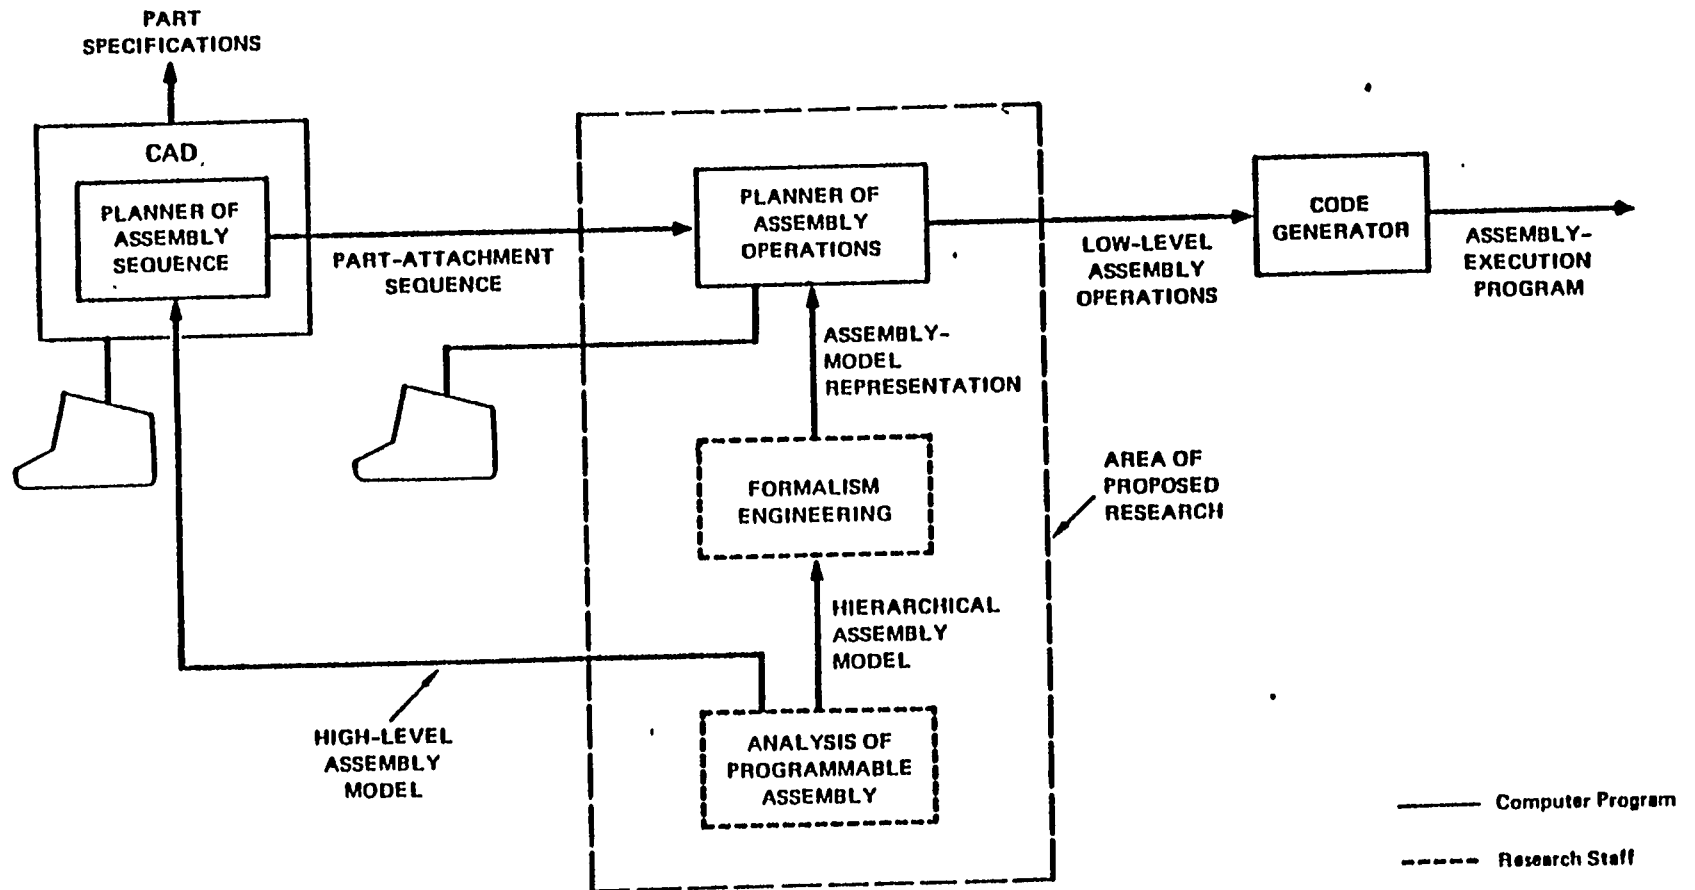 PART
SPECIFICATIONS
CAD
PLANNER OF
ASSEMBLY
SEQUENCE
PART-ATTACHMENT
SEQUENCE
PLANNER OF
ASSEMBLY
OPERATIONS
LOW-LEVEL
ASSEMBLY
OPERATIONS
CODE
GENERATOR
ASSEMBLY-
EXECUTION
PROGRAM
ASSEMBLY-
MODEL
REPRESENTATION
FORMALISM
ENGINEERING
AREA OF
PROPOSED
RESEARCH
HIERARCHICAL
ASSEMBLY
MODEL
HIGH-LEVEL
ASSEMBLY
MODEL
ANALYSIS OF
PROGRAMMABLE
ASSEMBLY
Computer Program
Research Staff